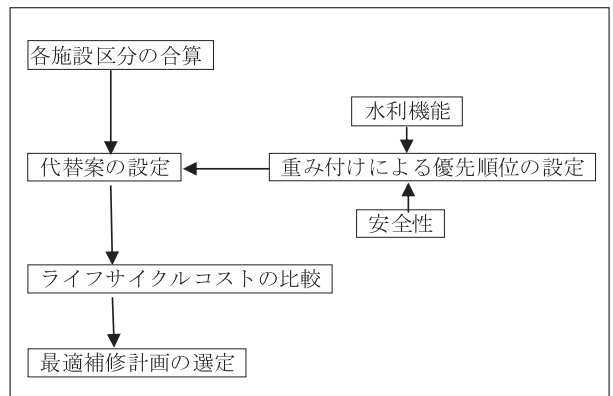 各施設区分の合算
水利機能
代替案の設定
重み付けによる優先順位の設定
安全性
ライフサイクルコストの比較
最適補修計画の選定